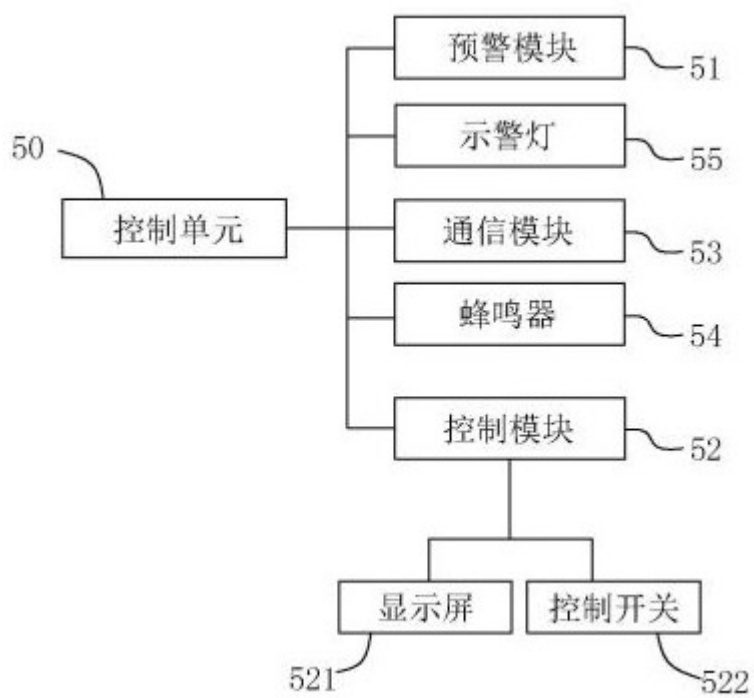 预警模块
51
示警灯
55
50
控制单元
通信模块
53
蜂鸣器
54
控制模块
52
显示屏
控制开关
521
522